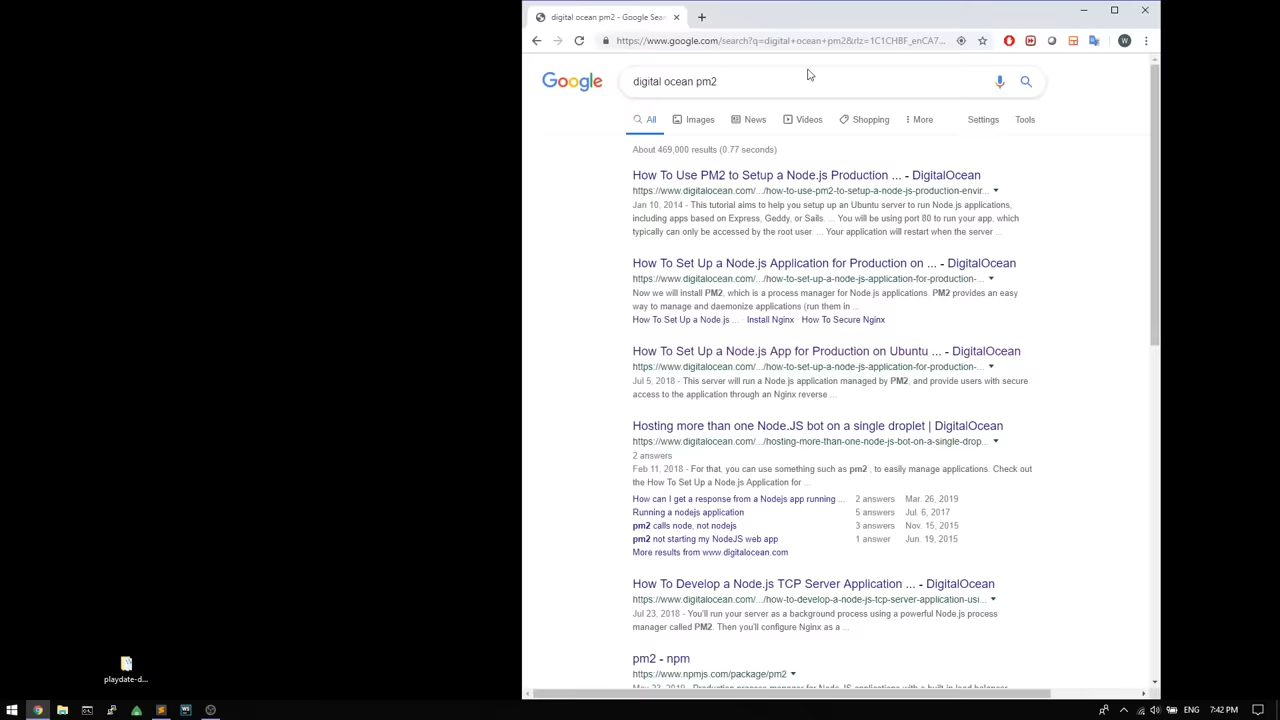 digital ocean pm2 - Google Sear
https://www.google.com/search?q=digital+ocean+pm2&rlz=1C1CHBF_enCA7...
W
Google
digital ocean pm2
All Images News Videos Shopping More Settings Tools
About 469,000 results (0.77 seconds)
How To Use PM2 to Setup a Node.js Production ... - DigitalOcean
https://www.digitalocean.com/.../how-to-use-pm2-to-setup-a-node-js-production-envir...
Jan 10, 2014 - This tutorial aims to help you setup up an Ubuntu server to run Node.js applications,
including apps based on Express, Geddy, or Sails. ... You will be using port 80 to run your app, which
typically can only be accessed by the root user. ... Your application will restart when the server ...
How To Set Up a Node.js Application for Production on ... - DigitalOcean
https://www.digitalocean.com/.../how-to-set-up-a-node-js-application-for-production-...
Now we will install PM2, which is a process manager for Node.js applications. PM2 provides an easy
way to manage and daemonize applications (run them in ...
How To Set Up a Node.js ... Install Nginx How To Secure Nginx
How To Set Up a Node.js App for Production on Ubuntu ... - DigitalOcean
https://www.digitalocean.com/.../how-to-set-up-a-node-js-application-for-production-...
Jul 5, 2018 - This server will run a Node.js application managed by PM2, and provide users with secure
access to the application through an Nginx reverse ...
Hosting more than one Node.JS bot on a single droplet | DigitalOcean
https://www.digitalocean.com/.../hosting-more-than-one-node-js-bot-on-a-single-drop...
2 answers
Feb 11, 2018 - For that, you can use something such as pm2 , to easily manage applications. Check out
the How To Set Up a Node.js Application for ...
How can I get a response from a Nodejs app running ... 2 answers Mar. 26, 2019
Running a nodejs application 5 answers Jul. 6, 2017
pm2 calls node, not nodejs 3 answers Nov. 15, 2015
pm2 not starting my NodeJS web app 1 answer Jun. 19, 2015
More results from www.digitalocean.com
How To Develop a Node.js TCP Server Application ... - DigitalOcean
https://www.digitalocean.com/.../how-to-develop-a-node-js-tcp-server-application-usi...
Jul 23, 2018 - You'll run your server as a background process using a powerful Node.js process
manager called PM2. Then you'll configure Nginx as a ...
pm2 - npm
https://www.npmjs.com/package/pm2
playdate-d...
ENG 7:42 PM